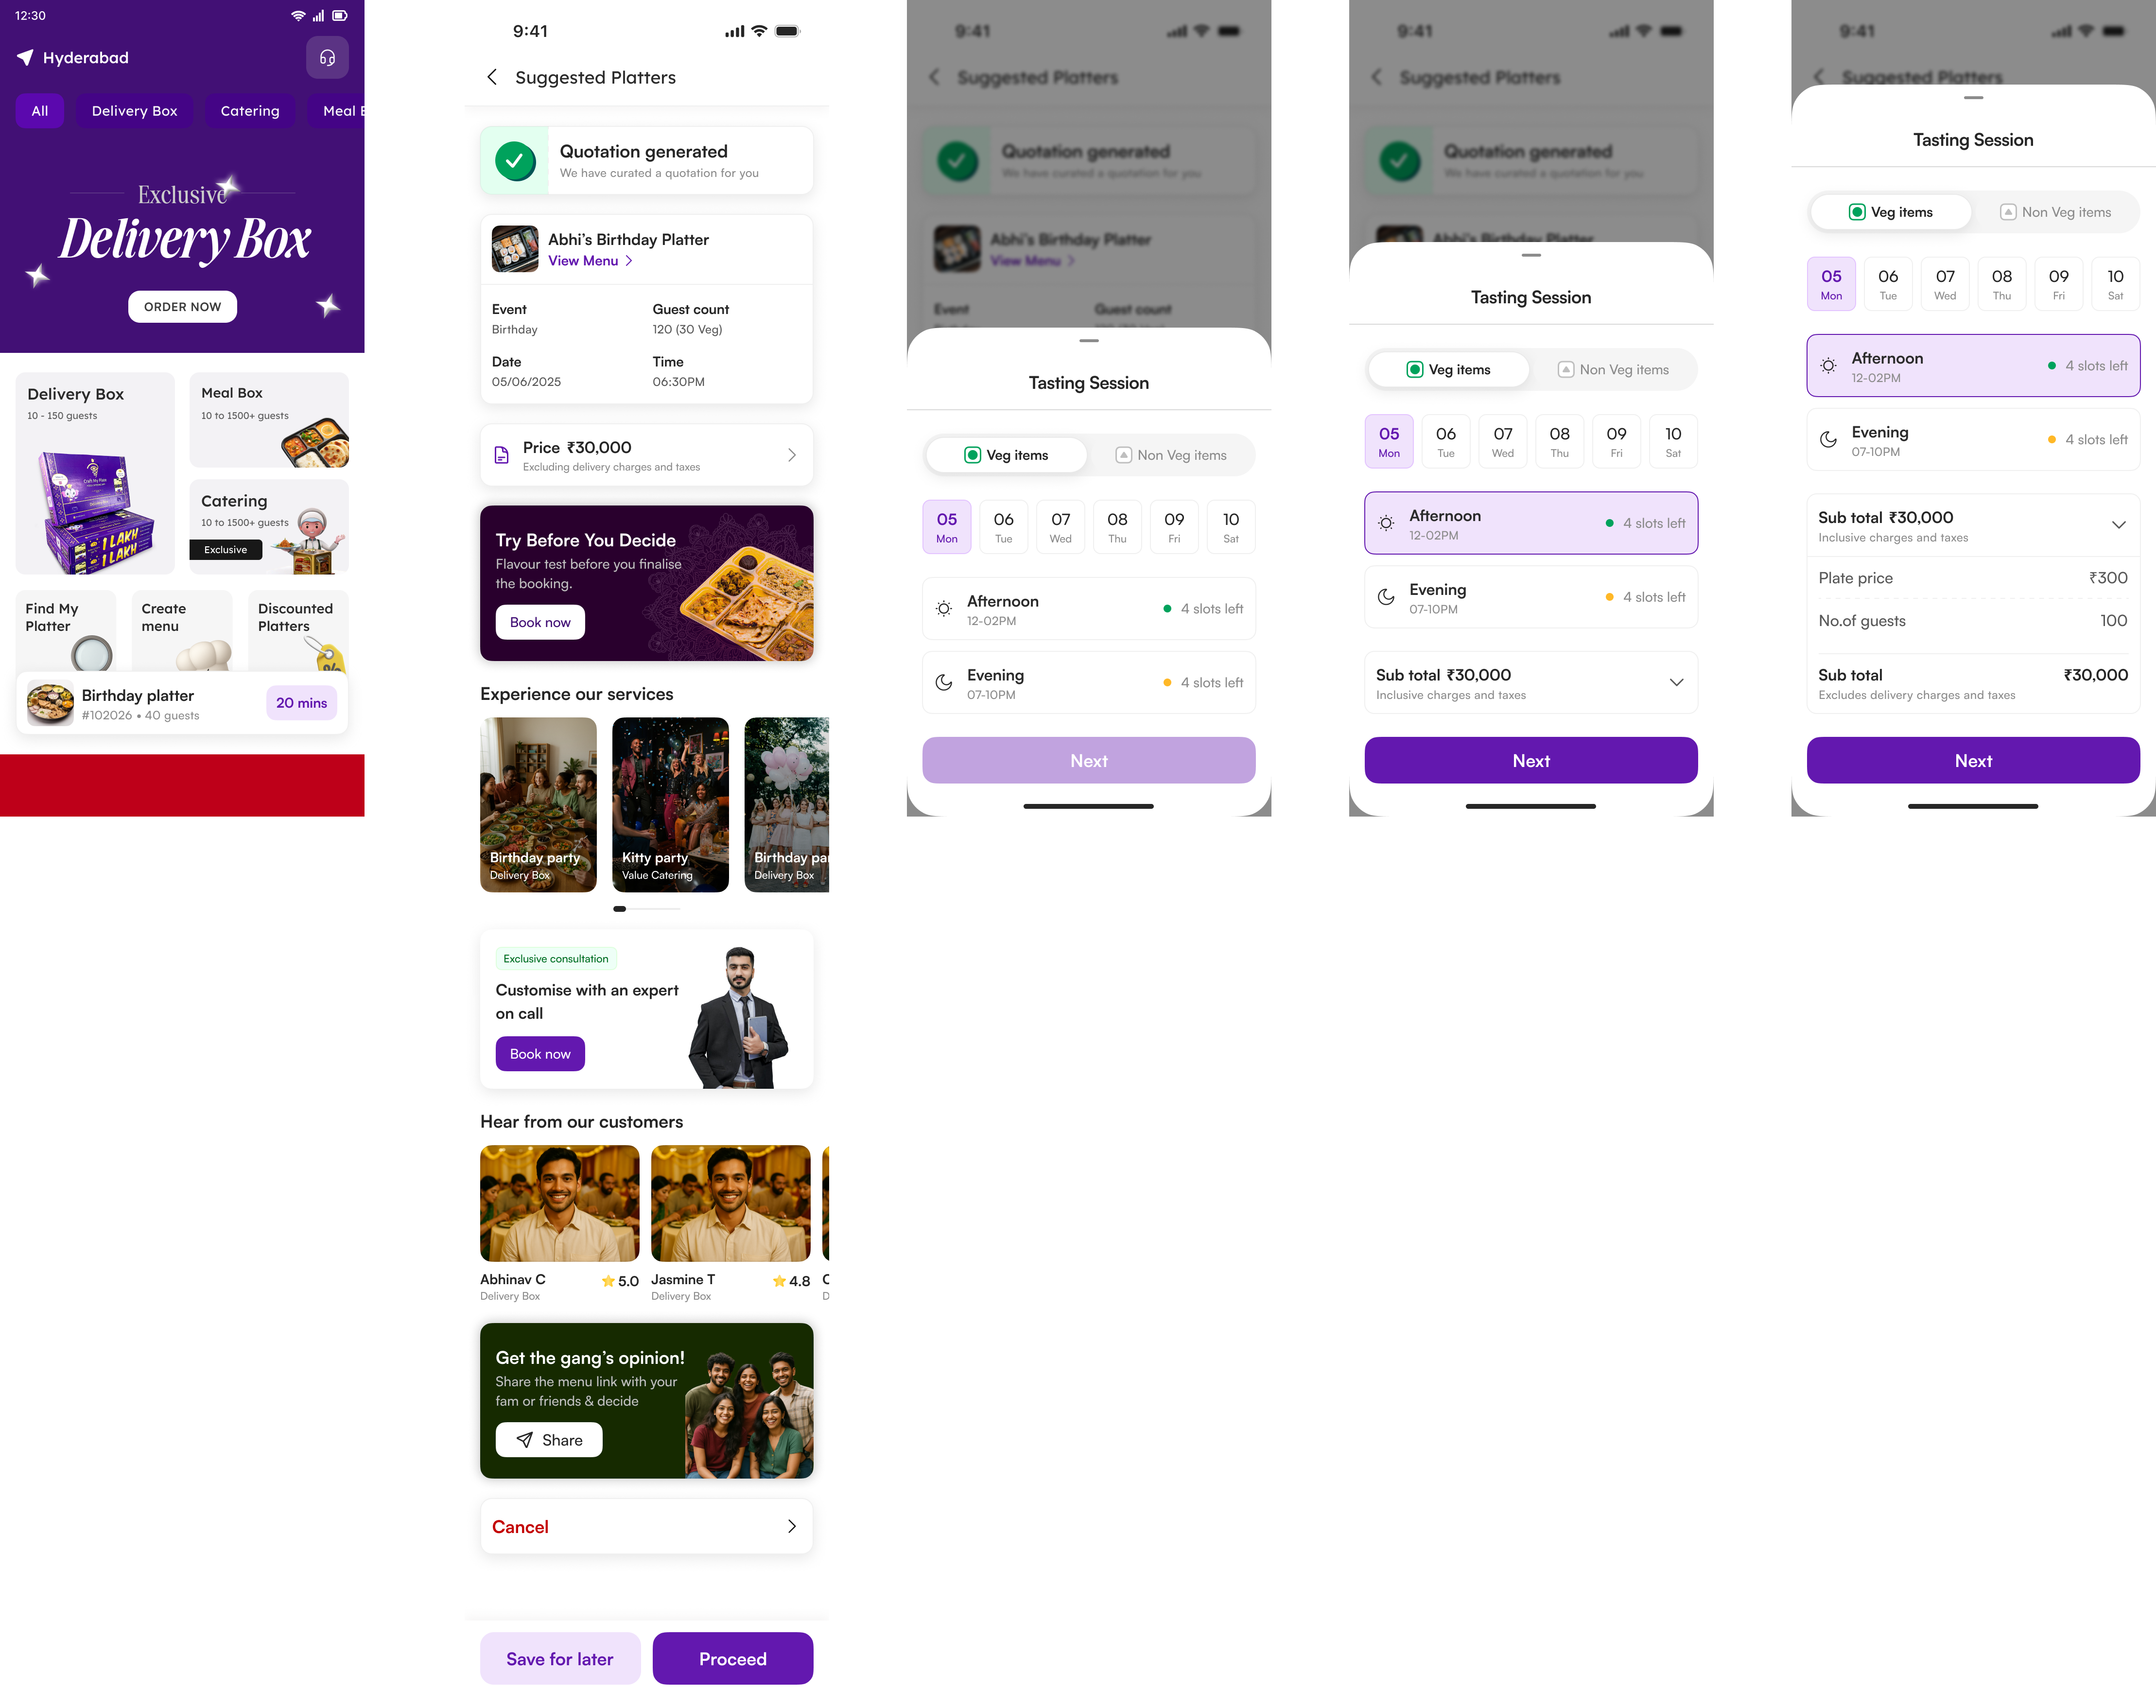 12:30
Hyderabad
All
Delivery Box
Catering
Meal B
Exclusive
Delivery Box
ORDER NOW
Delivery Box
10 - 150 guests
Meal Box
10 to 1500+ guests
Catering
10 to 1500+ guests
Exclusive
1 LAKH
1 LAKH
Find My
Platter
Create
menu
Discounted
Platters
%
Birthday platter
#102026 • 40 guests
20 mins
9:41
Suggested Platters
Quotation generated
We have curated a quotation for you
Abhi’s Birthday Platter
View Menu
Event
Birthday
Guest count
120 (30 Veg)
Date
05/06/2025
Time
06:30PM
Price ₹30,000
Excluding delivery charges and taxes
Try Before You Decide
Flavour test before you finalise
the booking.
Book now
Experience our services
Birthday party
Delivery Box
Kitty party
Value Catering
Birthday par
Delivery Box
Exclusive consultation
Customise with an expert
on call
Book now
Hear from our customers
Abhinav C
5.0
Delivery Box
Jasmine T
4.8
Delivery Box
C
D
Get the gang’s opinion!
Share the menu link with your
fam or friends & decide
Share
Cancel
Save for later
Proceed
9:41
Suggested Platters
Quotation generated
We have curated a quotation for you
Abhi’s Birthday Platter
View Menu
Event
Guest count
Tasting Session
Veg items
Non Veg items
05
Mon
06
Tue
07
Wed
08
Thu
09
Fri
10
Sat
Afternoon
12-02PM
4 slots left
Evening
07-10PM
4 slots left
Next
9:41
Suggested Platters
Quotation generated
We have curated a quotation for you
Abhi’s Birthday Platter
Tasting Session
Veg items
Non Veg items
05
Mon
06
Tue
07
Wed
08
Thu
09
Fri
10
Sat
Afternoon
12-02PM
4 slots left
Evening
07-10PM
4 slots left
Sub total ₹30,000
Inclusive charges and taxes
Next
9:41
Suggested Platters
Tasting Session
Veg items
Non Veg items
05
Mon
06
Tue
07
Wed
08
Thu
09
Fri
10
Sat
Afternoon
12-02PM
4 slots left
Evening
07-10PM
4 slots left
Sub total ₹30,000
Inclusive charges and taxes
Plate price
₹300
No.of guests
100
Sub total
₹30,000
Excludes delivery charges and taxes
Next